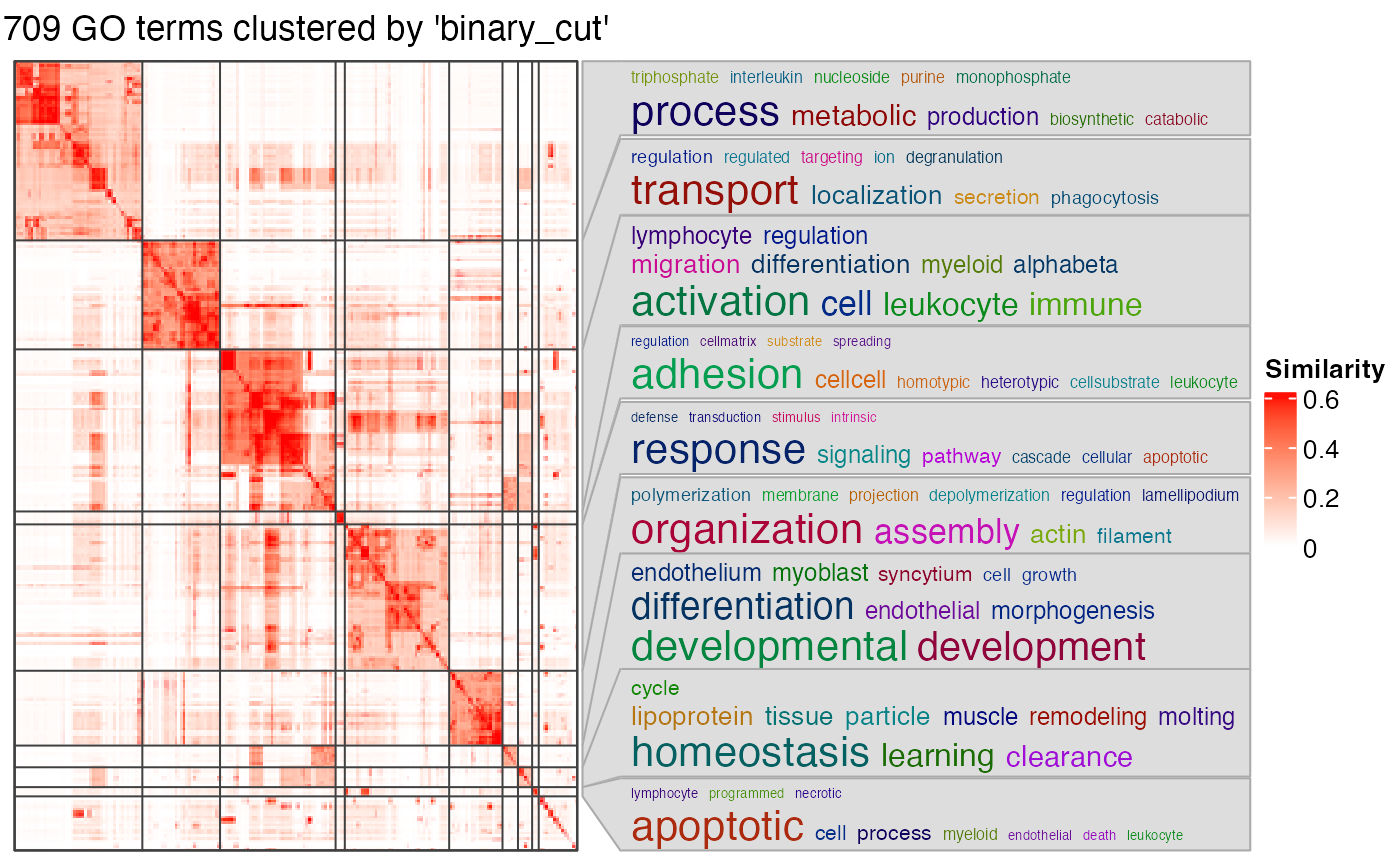 709 GO terms clustered by 'binary_cut'
triphosphate interleukin nucleoside purine monophosphate
process metabolic production biosynthetic catabolic
regulation regulated targeting ion degranulation
transport localization secretion phagocytosis
lymphocyte regulation
migration differentiation myeloid alphabeta
activation cell leukocyte immune
regulation cellmatrix substrate spreading
adhesion cellcell homotypic heterotypic cellsubstrate leukocyte
defense transduction stimulus intrinsic
response signaling pathway cascade cellular apoptotic
polymerization membrane projection depolymerization regulation lamellipodium
organization assembly actin filament
endothelium myoblast syncytium cell growth
differentiation endothelial morphogenesis
developmental development
cycle
lipoprotein tissue particle muscle remodeling molting
homeostasis learning clearance
lymphocyte programmed necrotic
apoptotic cell process myeloid endothelial death leukocyte
Similarity
0.6
0.4
0.2
0